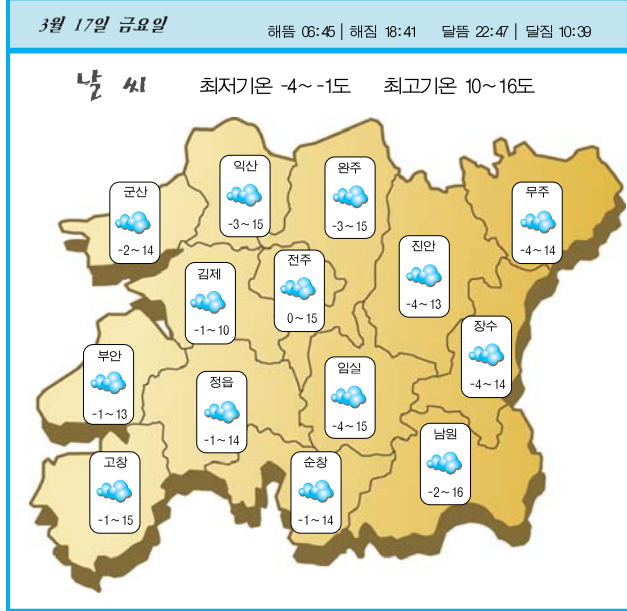 3월 17일 금요일
해뜸 06:45 | 해짐 18:41 달뜸 22:47 | 달짐 10:39
날 씨 최저기온 -4~-1도 최고기온 10~16도
익산
-3~15
완주
-3~15
군산
-2~14
무주
-4~14
진안
-4~13
전주
0~15
김제
-1~10
장수
-4~14
부안
-1~13
임실
-4~15
정읍
-1~14
남원
-2~16
고창
-1~15
순창
-1~14